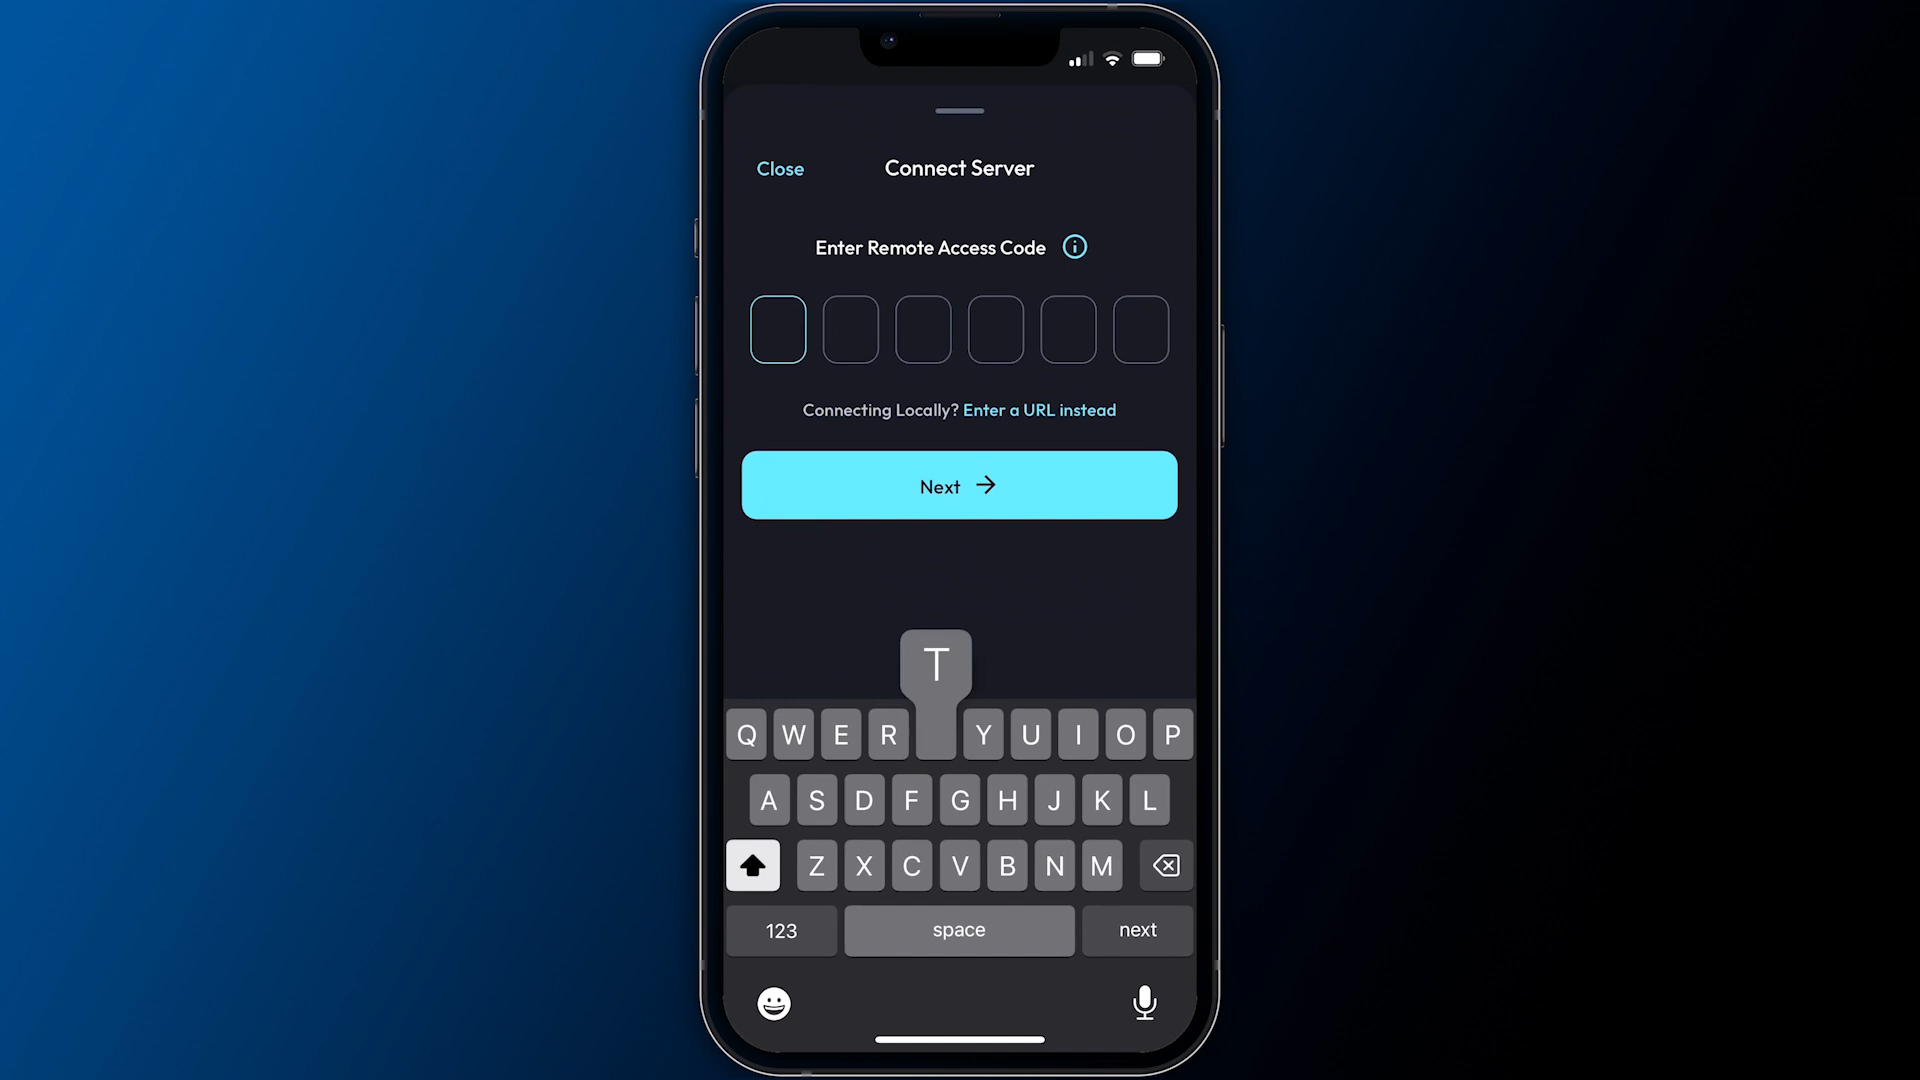 Close Connect Server
Enter Remote Access Code
Connecting Locally? Enter a URL instead
Next
T
Q W E R Y U I O P
A S D F G H J K L
Z X C V B N M
123 space next